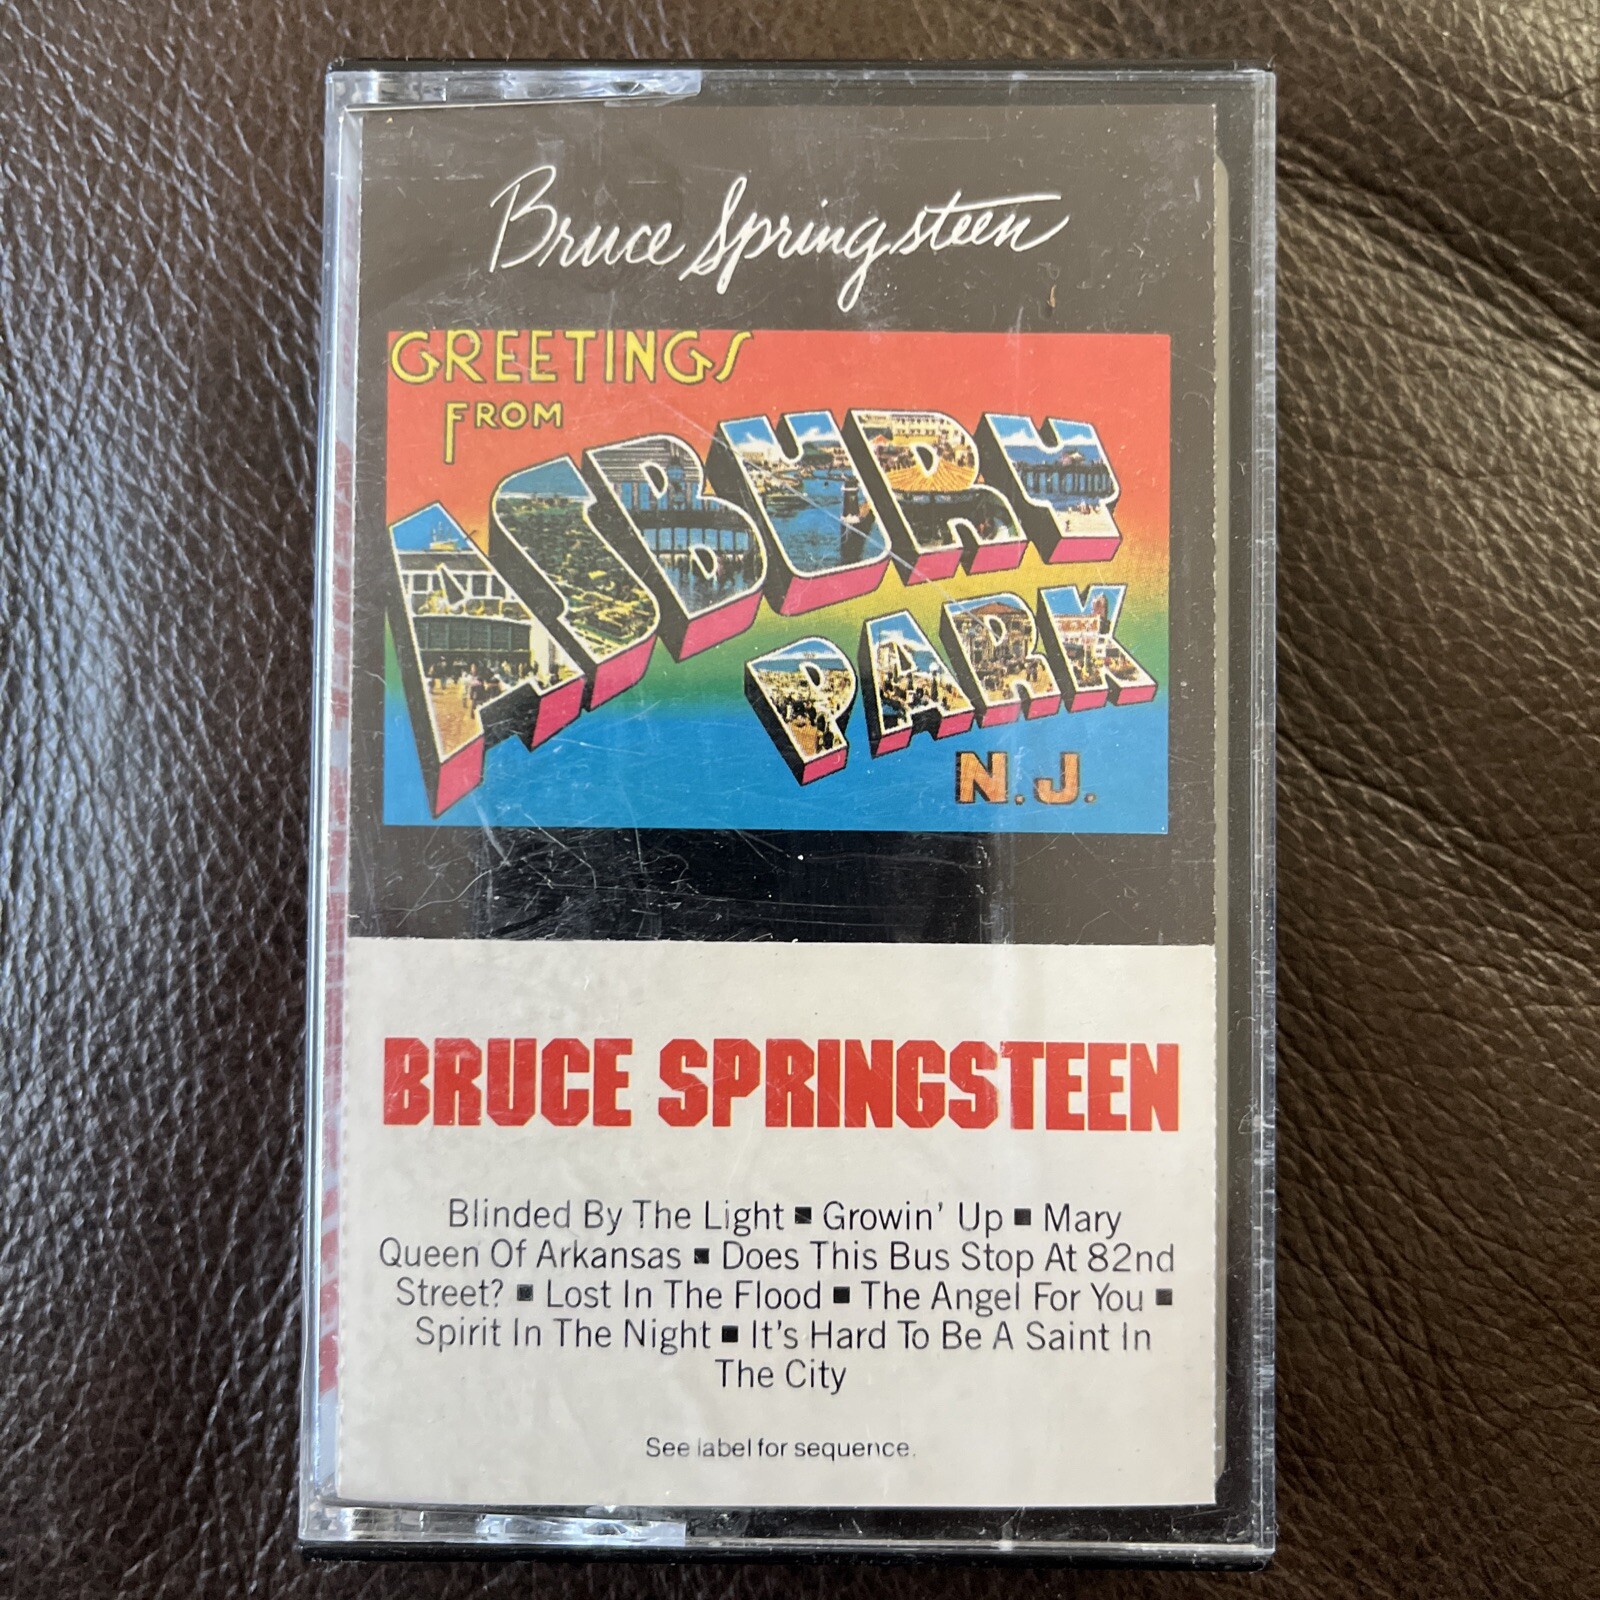 Bruce Springsteen
GREETINGS
FROM
ASBURY
PARK
N.J.
BRUCE SPRINGSTEEN
Blinded By The Light ■ Growin' Up ■ Mary
Queen Of Arkansas ■ Does This Bus Stop At 82nd
Street? ■ Lost In The Flood ■ The Angel For You ■
Spirit In The Night ■ It's Hard To Be A Saint In
The City
See label for sequence.